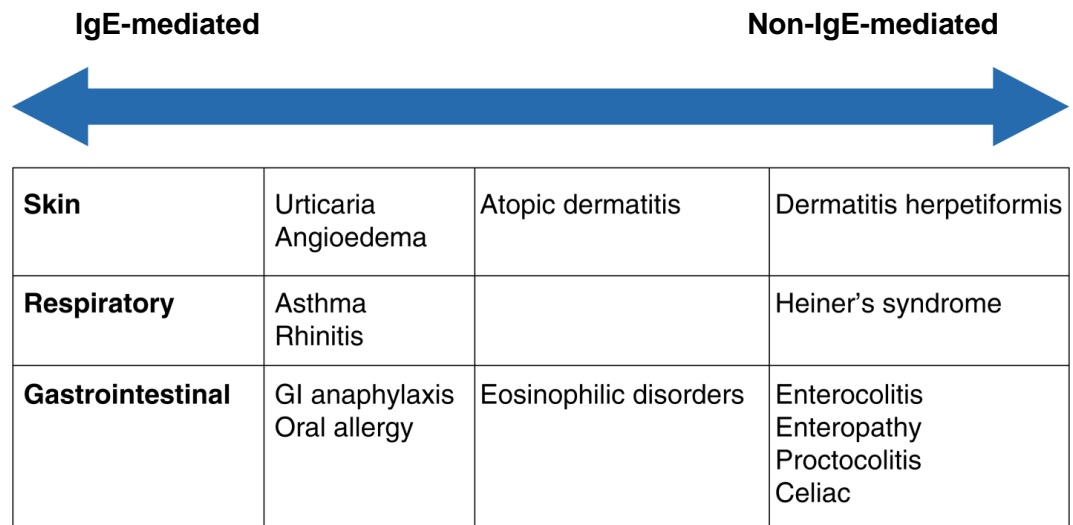 IgE-mediated Non-IgE-mediated
Skin Urticaria Atopic dermatitis Dermatitis herpetiformis
Angioedema
Respiratory Asthma Heiner’s syndrome
Rhinitis
Gastrointestinal GI anaphylaxis Eosinophilic disorders Enterocolitis
Oral allergy Enteropathy
Proctocolitis
Celiac